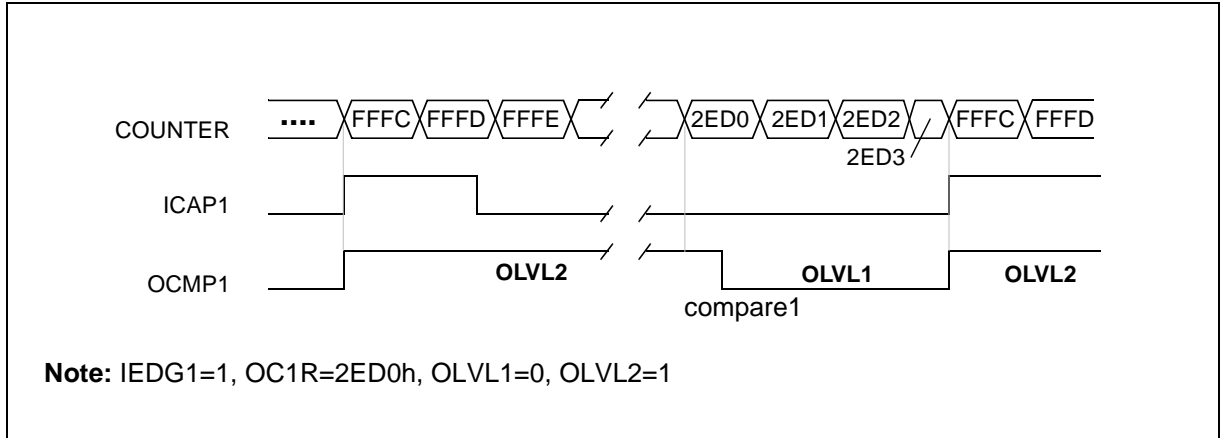 COUNTER .... FFFC FFFD FFFE 2ED0 2ED1 2ED2 FFFC FFFD
2ED3
ICAP1
OCMP1 OLVL2 OLVL1 OLVL2
compare1
Note: IEDG1=1, OC1R=2ED0h, OLVL1=0, OLVL2=1